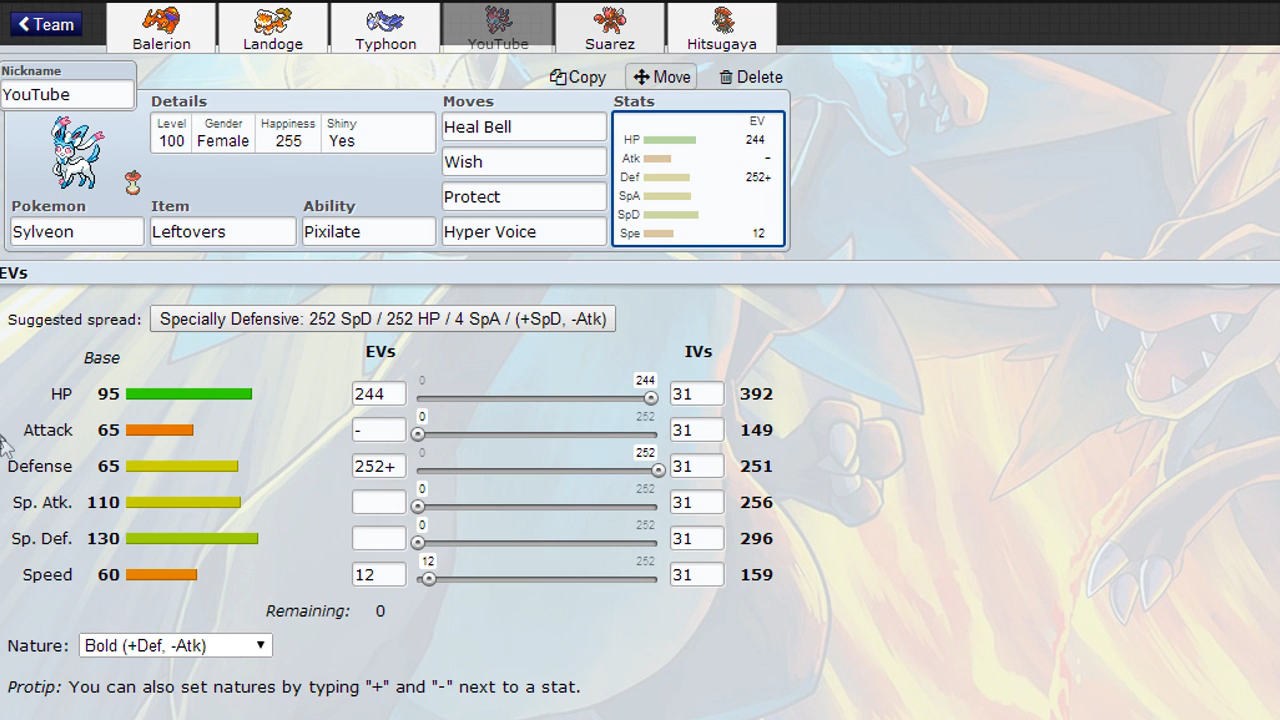 Team
Balerion
Landoge
Typhoon
YouTube
Suarez
Hitsugaya
Copy
Move
Delete
Nickname
YouTube
Details
Level
100
Gender
Female
Happiness
255
Shiny
Yes
Pokemon
Sylveon
Item
Leftovers
Ability
Pixilate
Moves
Heal Bell
Wish
Protect
Hyper Voice
Stats
EV
HP 244
Atk –
Def 252+
SpA
SpD
Spe 12
EVs
Suggested spread: Specially Defensive: 252 SpD / 252 HP / 4 SpA / (+SpD, -Atk)
Base EVs IVs
HP 95 244 0 244 31 392
Attack 65 - 0 252 31 149
Defense 65 252+ 0 252 31 251
Sp. Atk. 110 0 252 31 256
Sp. Def. 130 0 252 31 296
Speed 60 12 12 252 31 159
Remaining: 0
Nature: Bold (+Def, -Atk)
Protip: You can also set natures by typing "+" and "-" next to a stat.